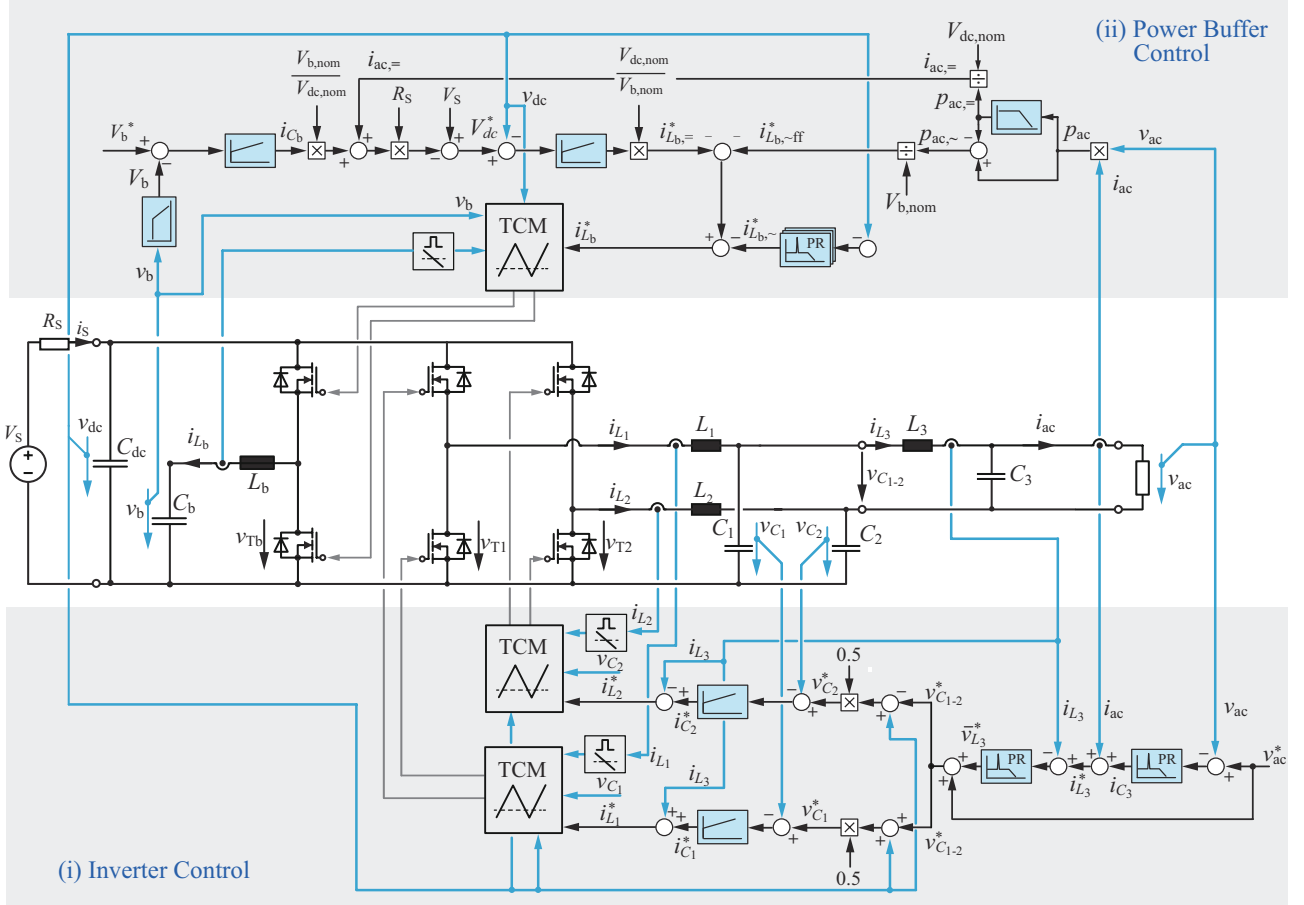 (ii) Power Buffer
Control
V_dc,nom
V_b,nom
V_dc,nom
i_ac,=
R_S
V_S
v_dc
V_dc,nom
V_b,nom
i_ac,=
p_ac,=
p_ac
v_ac
V_b*
i_Cb
V_dc*
i*_Lb,=
i*_Lb,~ff
p_ac,~
i_ac
V_b
V_b,nom
v_b
TCM
i*_Lb
i*_Lb,~
PR
v_b
R_S
i_S
V_S
v_dc
C_dc
i_Lb
L_b
v_b
C_b
v_Tb
v_T1
v_T2
i_L1
L_1
i_L3
L_3
i_ac
v_C1-2
C_3
v_ac
i_L2
L_2
C_1
v_C1
v_C2
C_2
TCM
i_L2
v_C2
i*_L2
i_L3
i*_C2
v*_C2
0.5
v*_C1-2
i_L3
i_ac
v_ac
v̄*_L3
PR
i*_L3
i_C3
PR
v*_ac
TCM
i_L1
v_C1
i*_L1
i_L3
i*_C1
v*_C1
0.5
v*_C1-2
(i) Inverter Control